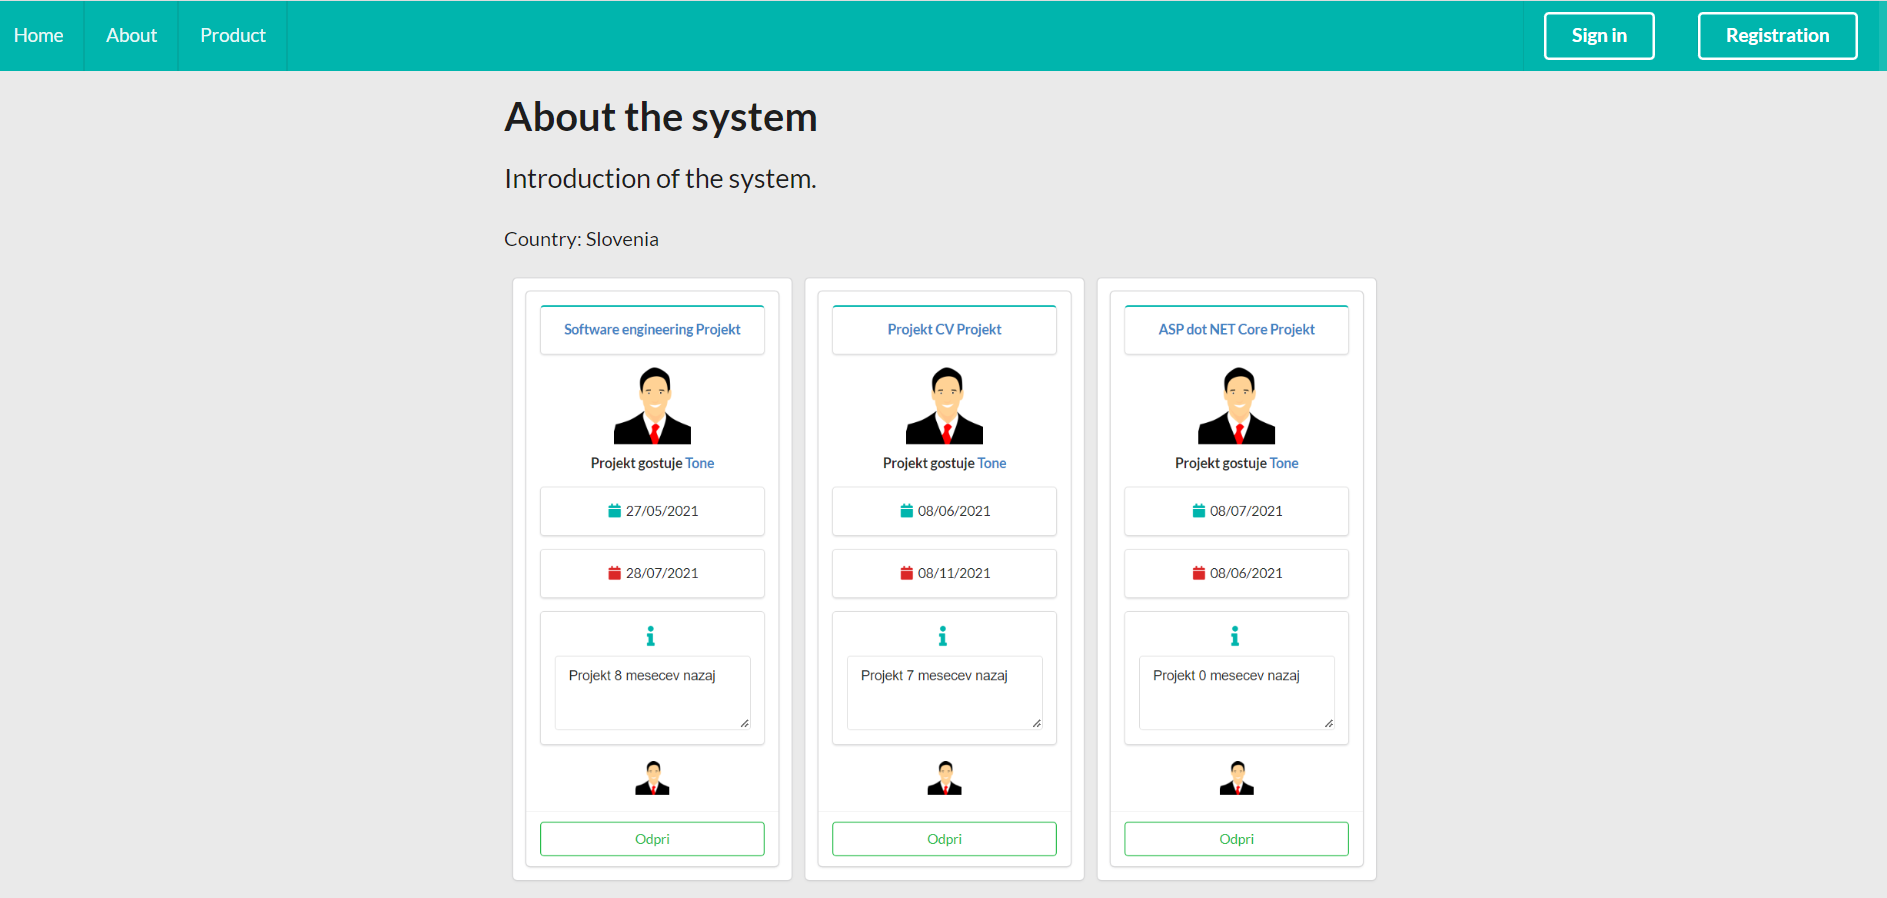 Home About Product Sign in Registration
About the system
Introduction of the system.
Country: Slovenia
Software engineering Projekt
Projekt gostuje Tone
27/05/2021
28/07/2021
Projekt 8 mesecev nazaj
Odpri
Projekt CV Projekt
Projekt gostuje Tone
08/06/2021
08/11/2021
Projekt 7 mesecev nazaj
Odpri
ASP dot NET Core Projekt
Projekt gostuje Tone
08/07/2021
08/06/2021
Projekt 0 mesecev nazaj
Odpri